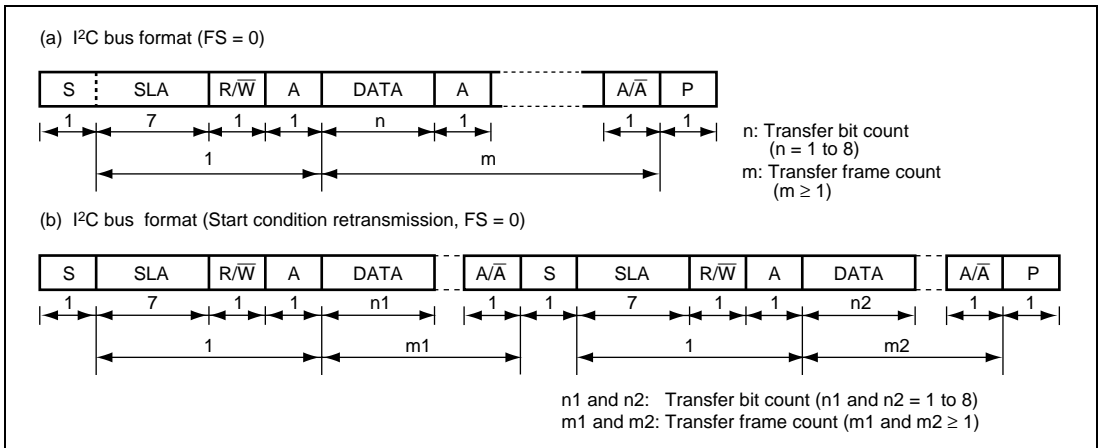 (a) I²C bus format (FS = 0)
S SLA R/W̅ A DATA A A/A̅ P
1 7 1 1 n 1 1 1
1 m
n: Transfer bit count
(n = 1 to 8)
m: Transfer frame count
(m ≥ 1)
(b) I²C bus format (Start condition retransmission, FS = 0)
S SLA R/W̅ A DATA A/A̅ S SLA R/W̅ A DATA A/A̅ P
1 7 1 1 n1 1 1 7 1 1 n2 1 1
1 m1 1 m2
n1 and n2: Transfer bit count (n1 and n2 = 1 to 8)
m1 and m2: Transfer frame count (m1 and m2 ≥ 1)